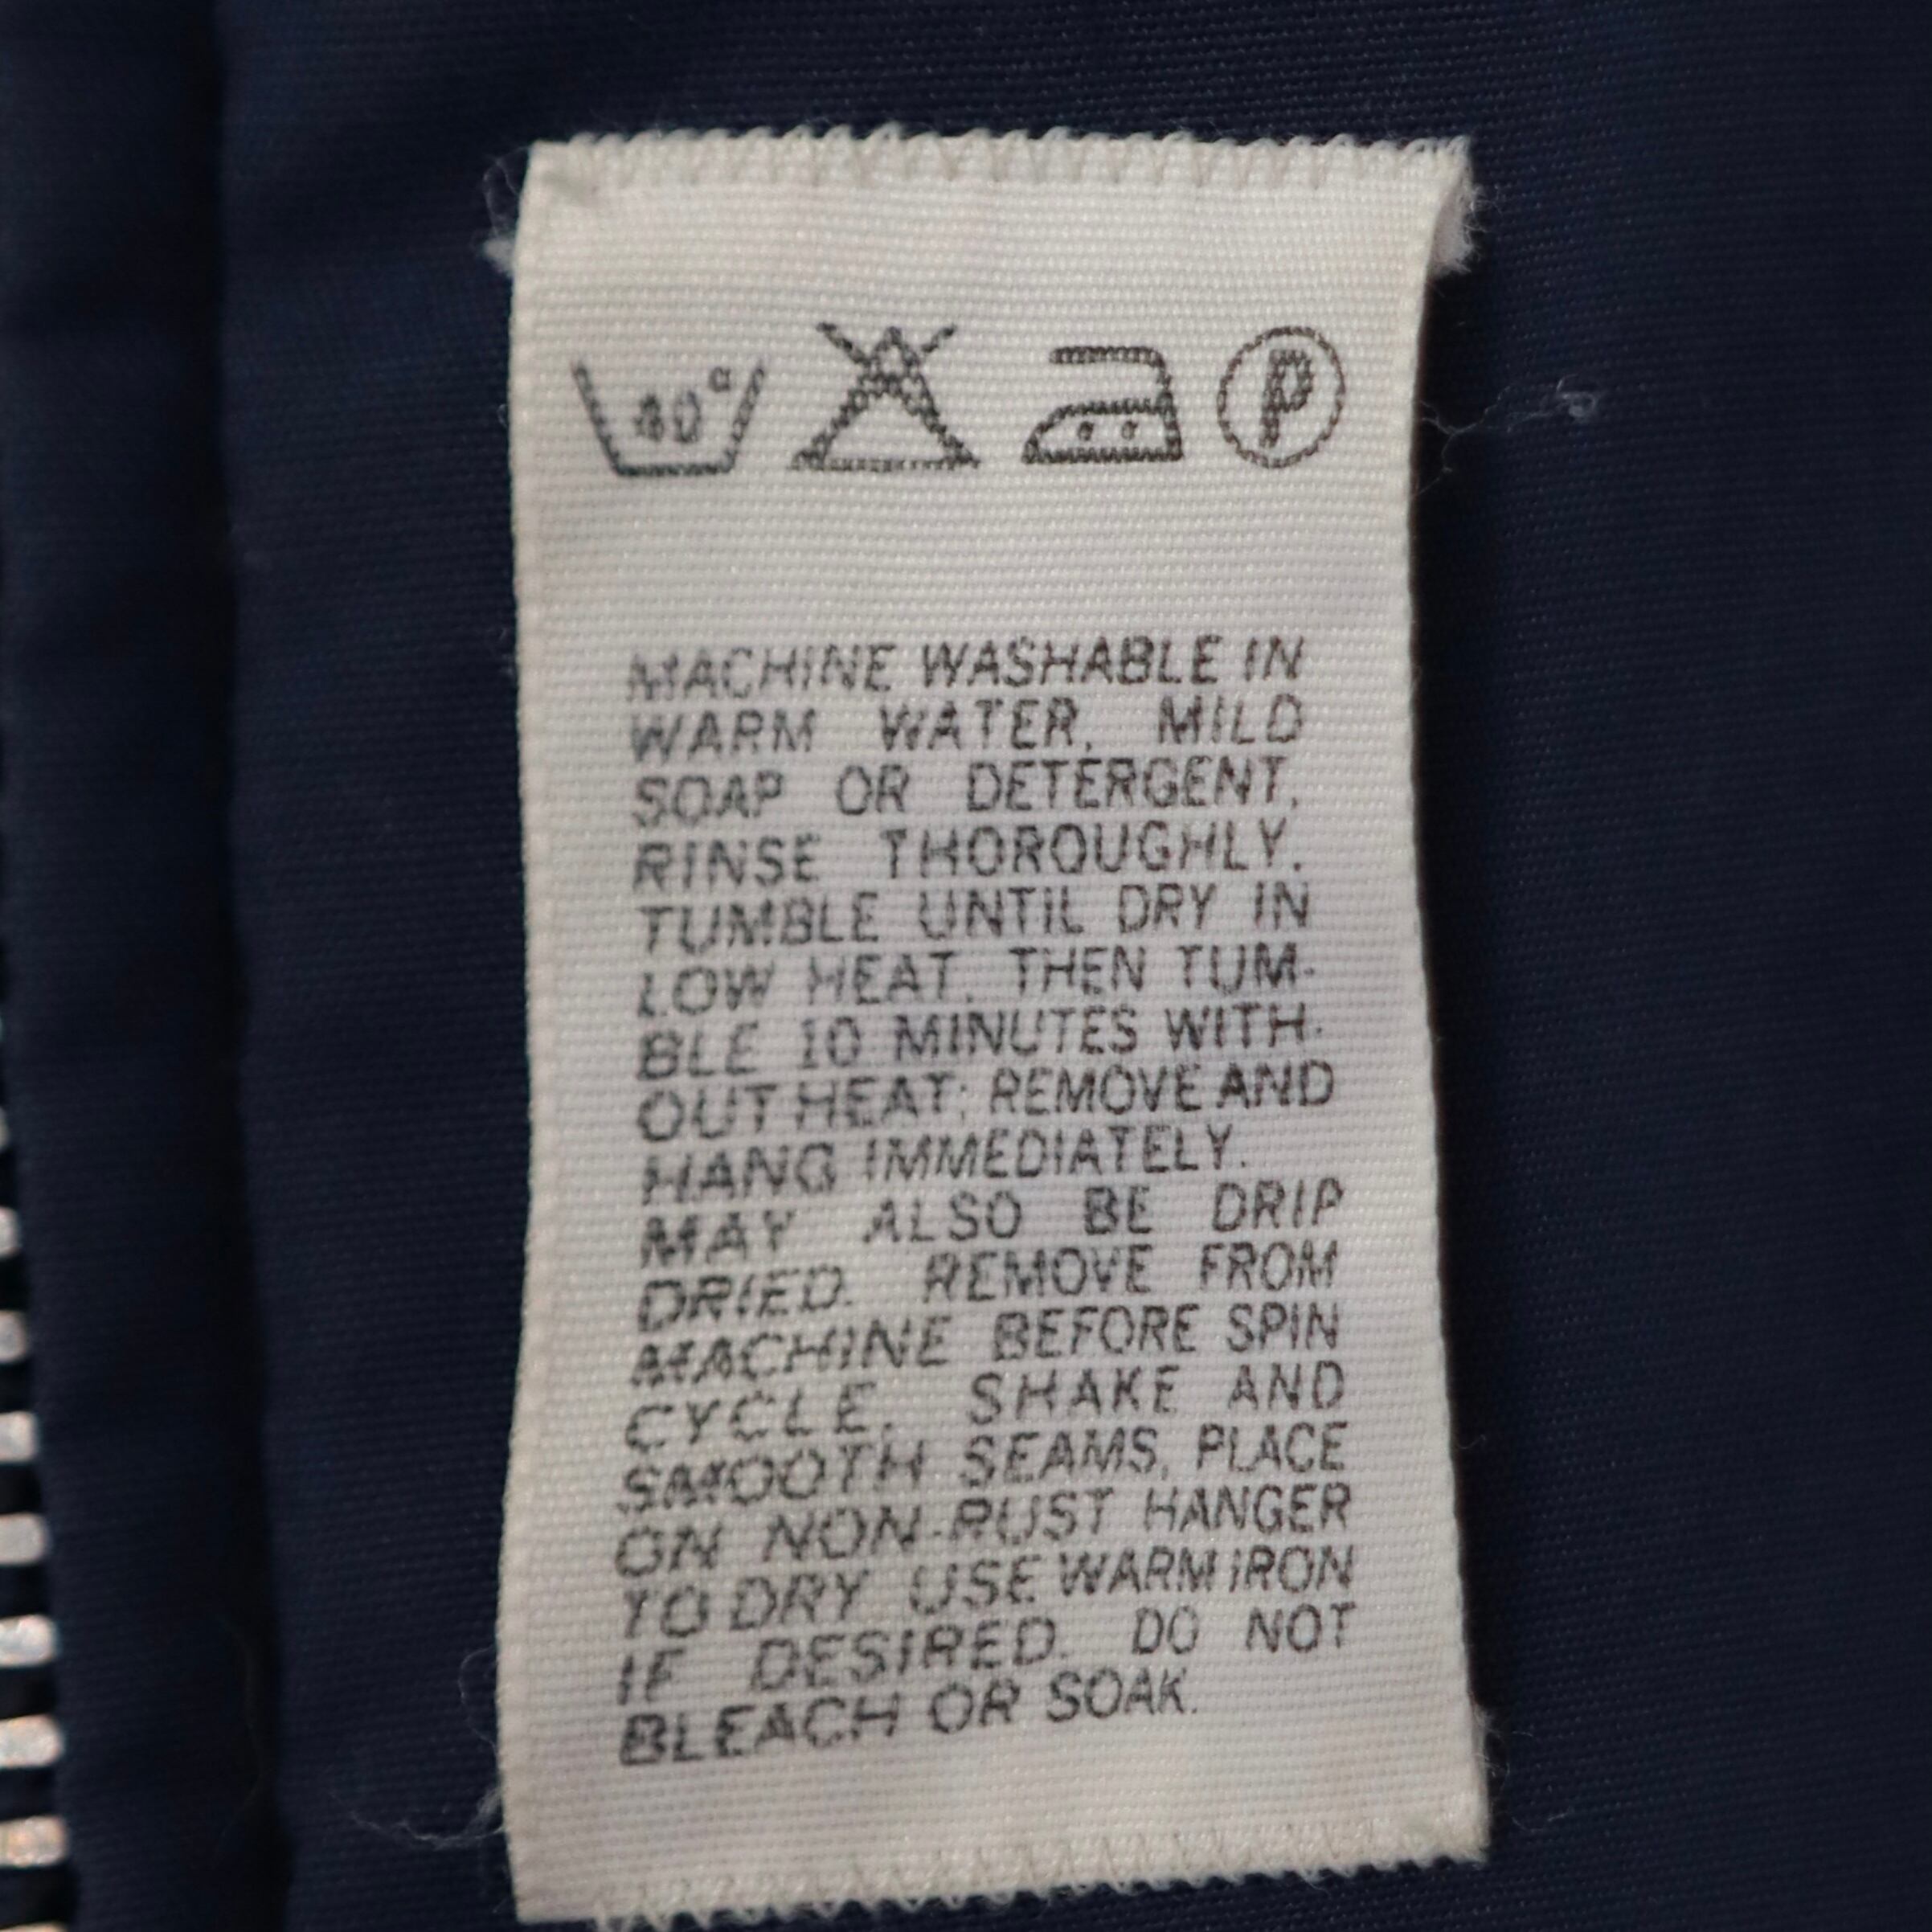 40°
P
MACHINE WASHABLE IN
WARM WATER, MILD
SOAP OR DETERGENT,
RINSE THOROUGHLY.
TUMBLE UNTIL DRY IN
LOW HEAT, THEN TUM-
BLE 10 MINUTES WITH-
OUT HEAT; REMOVE AND
HANG IMMEDIATELY.
MAY ALSO BE DRIP
DRIED. REMOVE FROM
MACHINE BEFORE SPIN
CYCLE. SHAKE AND
SMOOTH SEAMS, PLACE
ON NON-RUST HANGER
TO DRY USE WARM IRON
IF DESIRED. DO NOT
BLEACH OR SOAK.